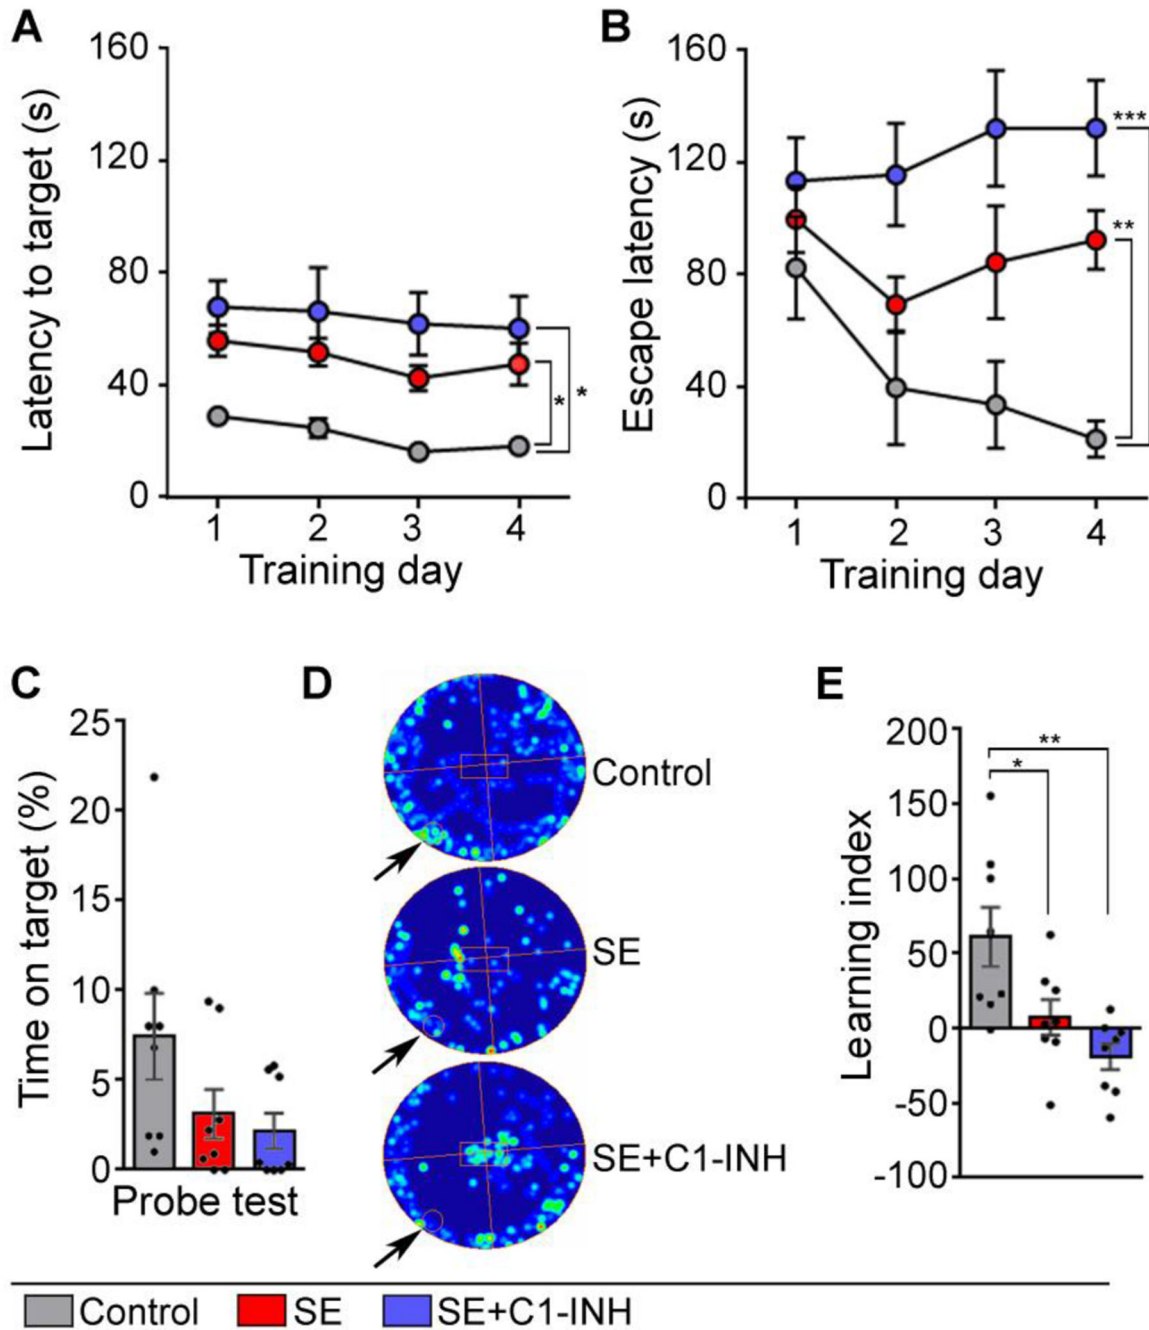 A
Latency to target (s)
160
120
80
40
0
1 2 3 4
Training day
*
*
B
Escape latency (s)
160
120
80
40
0
1 2 3 4
Training day
***
**
C
Time on target (%)
25
20
15
10
5
0
Probe test
D
Control
SE
SE+C1-INH
E
Learning index
200
150
100
50
0
-50
-100
**
*
Control SE SE+C1-INH